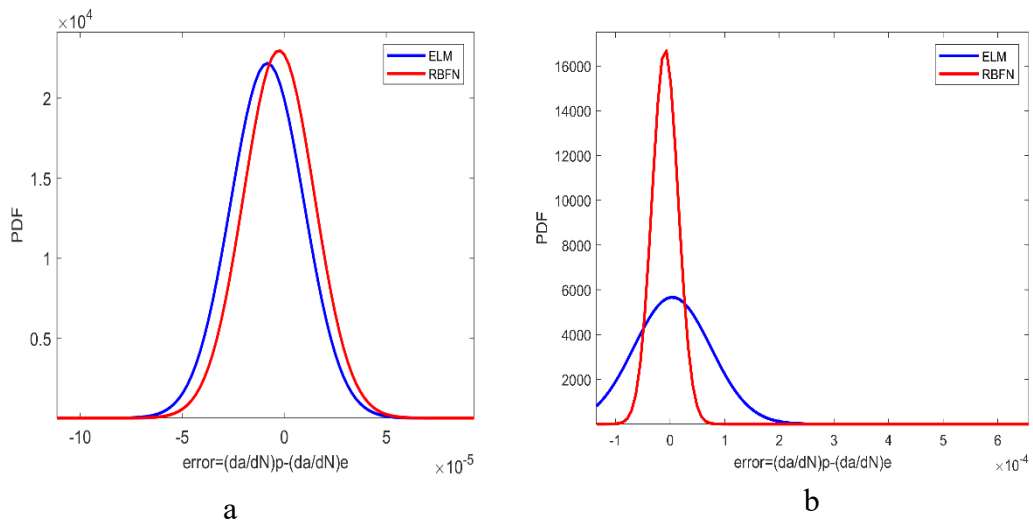 ×10⁴
ELM
RBFN
2
1.5
1
0.5
PDF
-10 -5 0 5
error=(da/dN)p-(da/dN)e
×10⁻⁵
a
ELM
RBFN
16000
14000
12000
10000
8000
6000
4000
2000
PDF
-1 0 1 2 3 4 5 6
error=(da/dN)p-(da/dN)e
×10⁻⁴
b